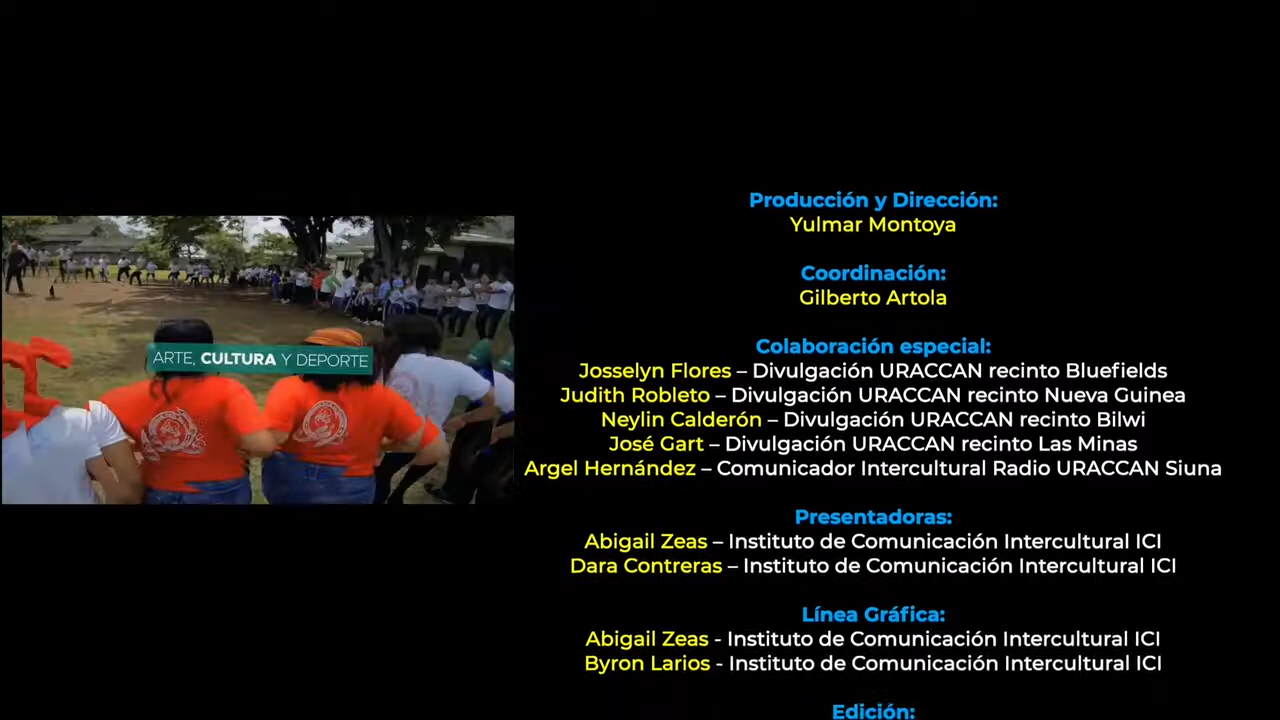 Producción y Dirección:
Yulmar Montoya
Coordinación:
Gilberto Artola
Colaboración especial:
Josselyn Flores – Divulgación URACCAN recinto Bluefields
Judith Robleto – Divulgación URACCAN recinto Nueva Guinea
Neylin Calderón – Divulgación URACCAN recinto Bilwi
José Gart – Divulgación URACCAN recinto Las Minas
Argel Hernández – Comunicador Intercultural Radio URACCAN Siuna
Presentadoras:
Abigail Zeas – Instituto de Comunicación Intercultural ICI
Dara Contreras – Instituto de Comunicación Intercultural ICI
Línea Gráfica:
Abigail Zeas - Instituto de Comunicación Intercultural ICI
Byron Larios - Instituto de Comunicación Intercultural ICI
Edición:
ARTE, CULTURA Y DEPORTE